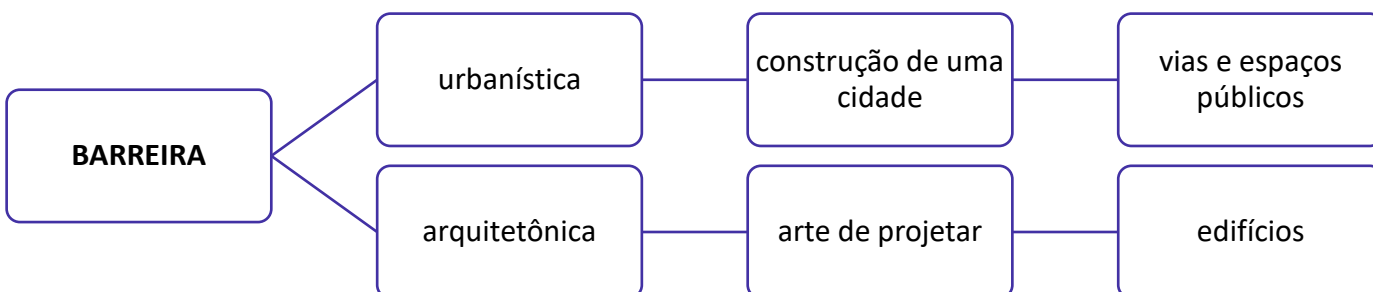 BARREIRA
urbanística
construção de uma
cidade
vias e espaços
públicos
arquitetônica
arte de projetar
edifícios